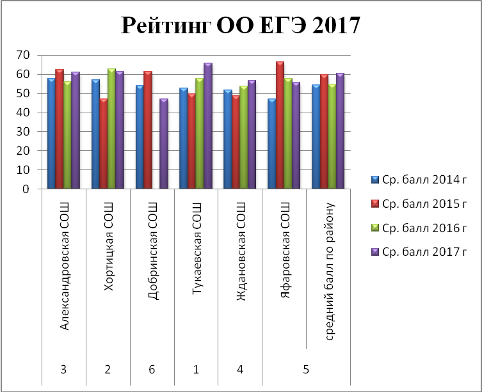 Рейтинг ОО ЕГЭ 2017
70
60
50
40
30
20
10
0
Александровская СОШ
Хортицкая СОШ
Добринская СОШ
Тукаевская СОШ
Ждановская СОШ
Яфаровская СОШ
средний балл по району
3
2
6
1
4
5
Ср. балл 2014 г
Ср. балл 2015 г
Ср. балл 2016 г
Ср. балл 2017 г